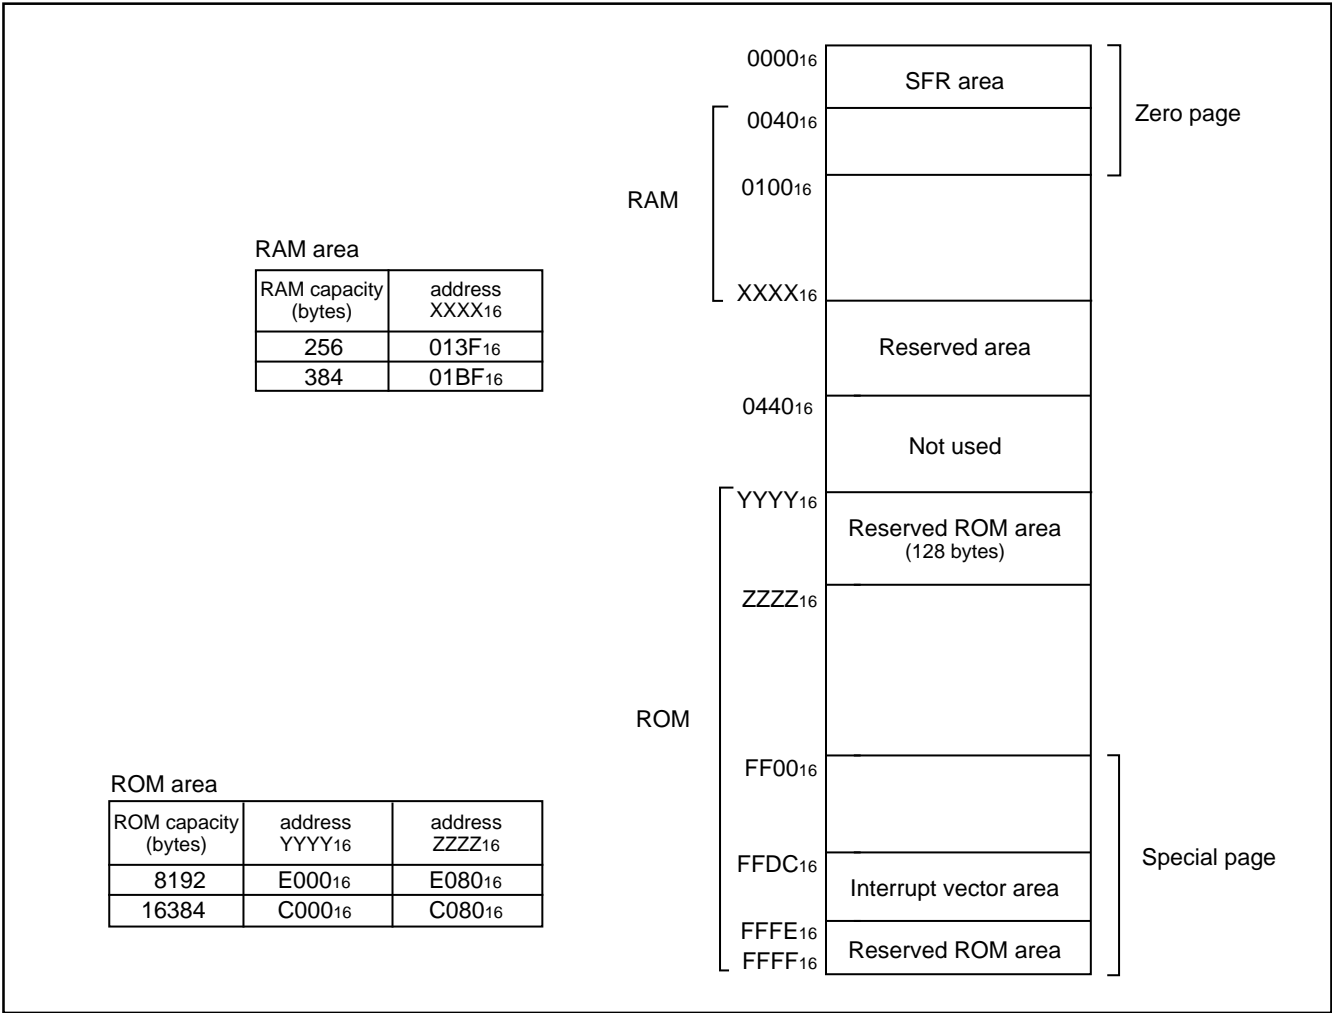 0000₁₆
SFR area
Zero page
0040₁₆
RAM
0100₁₆
XXXX₁₆
Reserved area
0440₁₆
Not used
YYYY₁₆
Reserved ROM area
(128 bytes)
ZZZZ₁₆
ROM
FF00₁₆
Special page
FFDC₁₆
Interrupt vector area
FFFE₁₆
Reserved ROM area
FFFF₁₆
RAM area
RAM capacity address
(bytes) XXXX₁₆
256 013F₁₆
384 01BF₁₆
ROM area
ROM capacity address address
(bytes) YYYY₁₆ ZZZZ₁₆
8192 E000₁₆ E080₁₆
16384 C000₁₆ C080₁₆